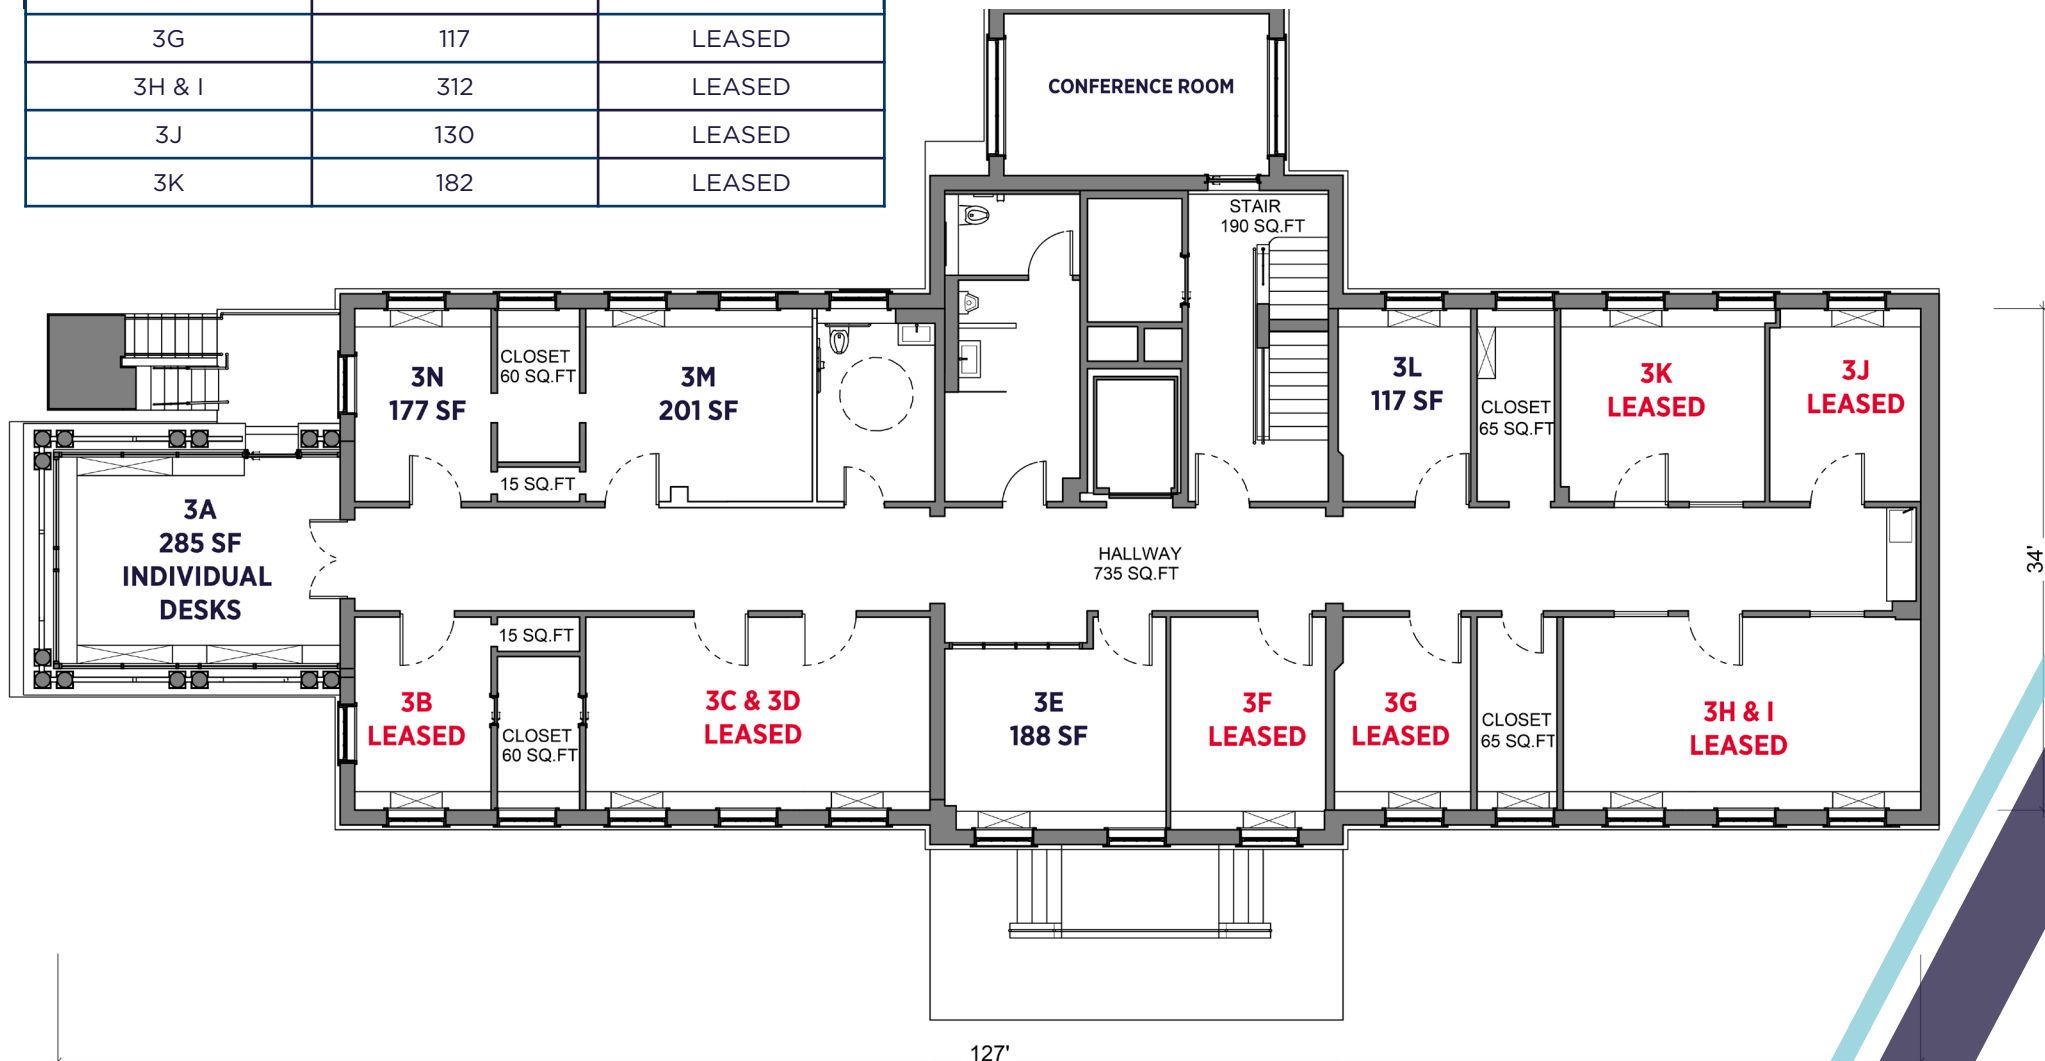 3G 117 LEASED
3H & I 312 LEASED
3J 130 LEASED
3K 182 LEASED
CONFERENCE ROOM
STAIR
190 SQ.FT
3N
177 SF
CLOSET
60 SQ.FT
15 SQ.FT
3M
201 SF
3L
117 SF
CLOSET
65 SQ.FT
3K
LEASED
3J
LEASED
3A
285 SF
INDIVIDUAL
DESKS
HALLWAY
735 SQ.FT
34'
3B
LEASED
15 SQ.FT
CLOSET
60 SQ.FT
3C & 3D
LEASED
3E
188 SF
3F
LEASED
3G
LEASED
CLOSET
65 SQ.FT
3H & I
LEASED
127'